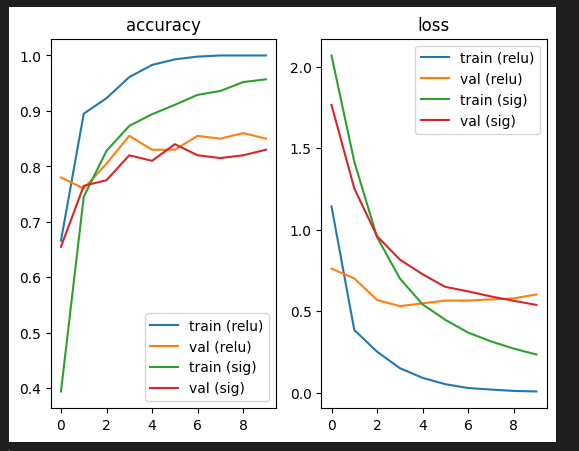 accuracy
1.0
0.9
0.8
0.7
0.6
0.5
0.4
0 2 4 6 8
train (relu)
val (relu)
train (sig)
val (sig)
loss
2.0
1.5
1.0
0.5
0.0
0 2 4 6 8
train (relu)
val (relu)
train (sig)
val (sig)